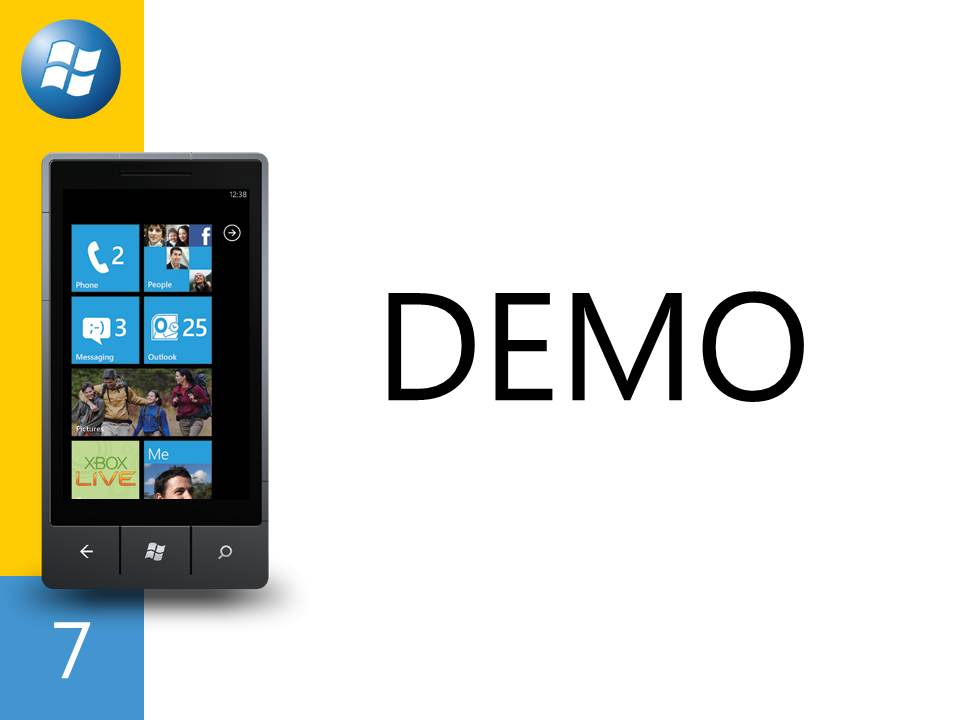 12:38
2
Phone
f
People
;-) 3
Messaging
O 25
Outlook
Pictures
XBOX
LIVE
Me
DEMO
7